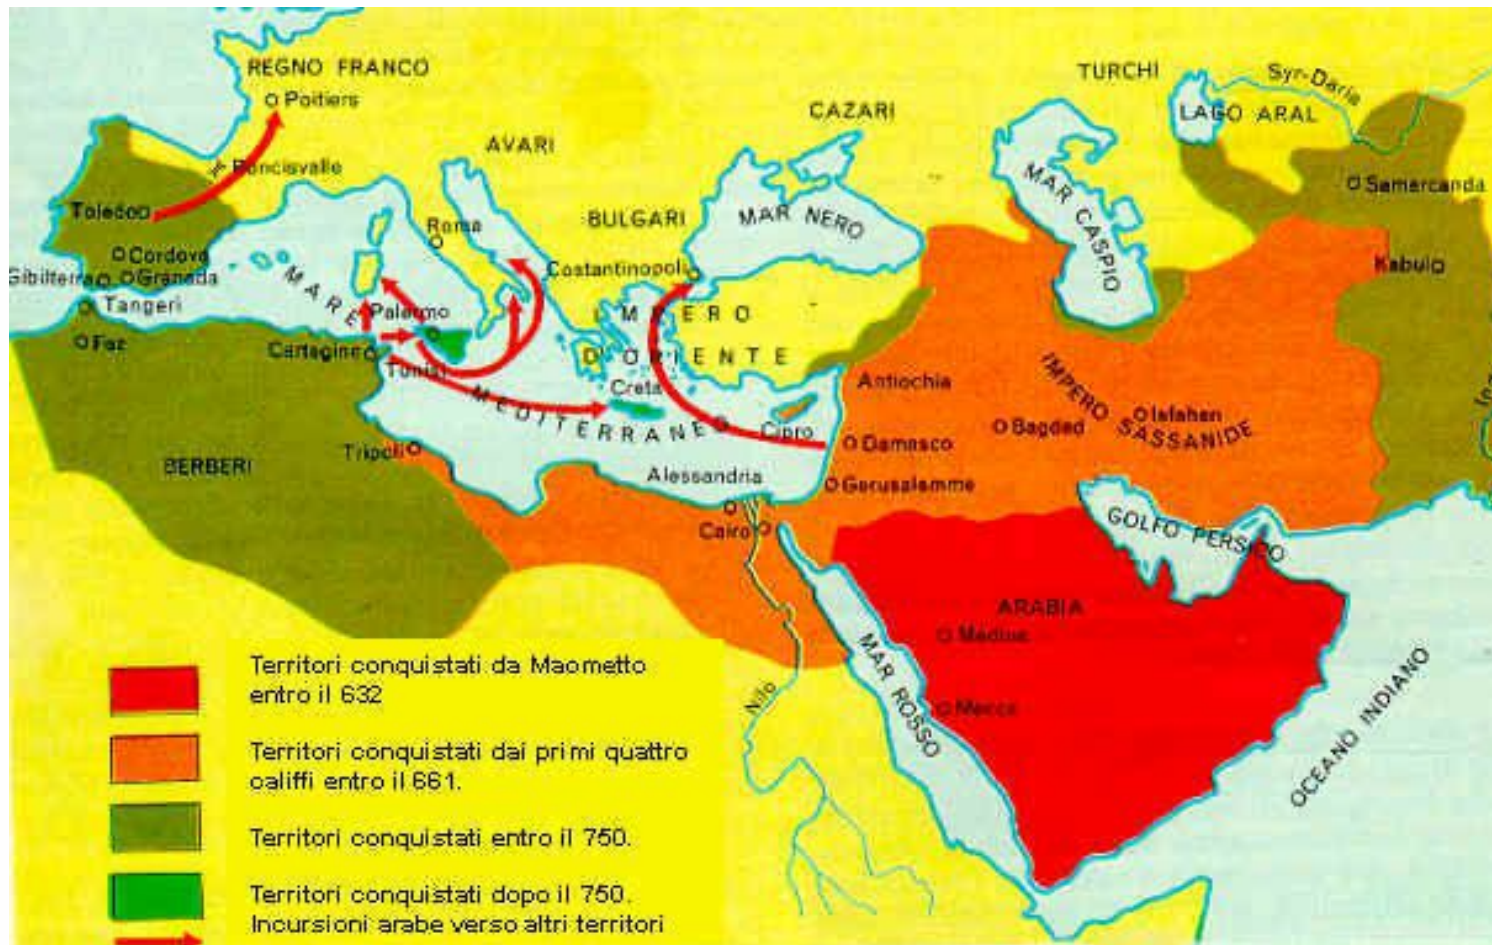 REGNO FRANCO
Poitiers
TURCHI
Syr-Daria
LAGO ARAL
CAZARI
AVARI
Roncisvalle
MAR CASPIO
Samarcanda
Toledo
Roma
BULGARI
MAR NERO
Cordova
Costantinopoli
Kabul
Gibilterra
Granada
Tangeri
MARE
Palermo
IMPERO
Faz
Cartagine
D'ORIENTE
Tunisi
Antiochia
IMPERO SASSANIDE
Creta
MEDITERRANEO
Cipro
Bagdad
Isfahan
Damasco
Tripoli
BERBERI
Alessandria
Gerusalemme
Cairo
GOLFO PERSICO
ARABIA
Medina
MAR ROSSO
Nilo
Mecca
OCEANO INDIANO
Territori conquistati da Maometto
entro il 632
Territori conquistati dai primi quattro
califfi entro il 661.
Territori conquistati entro il 750.
Territori conquistati dopo il 750.
Incursioni arabe verso altri territori